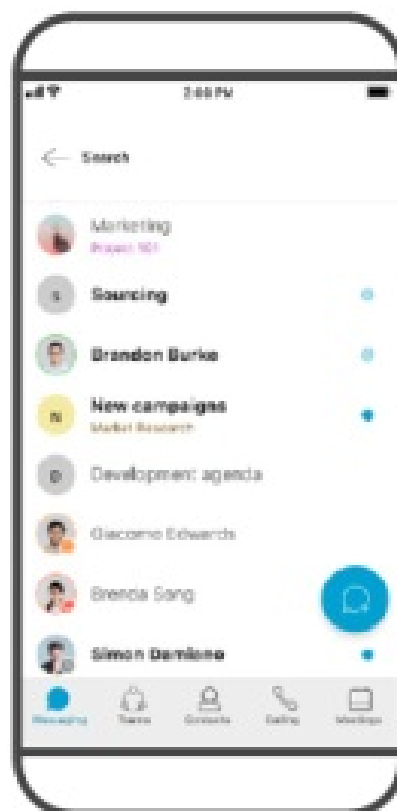 2:00 PM
Search
Marketing
Project 101
S Sourcing
Brandon Burke
N New campaigns
Market Research
D Development agenda
Giacomo Edwards
Brenda Song
Simon Damiano
Messaging Teams Contacts Calling Meetings